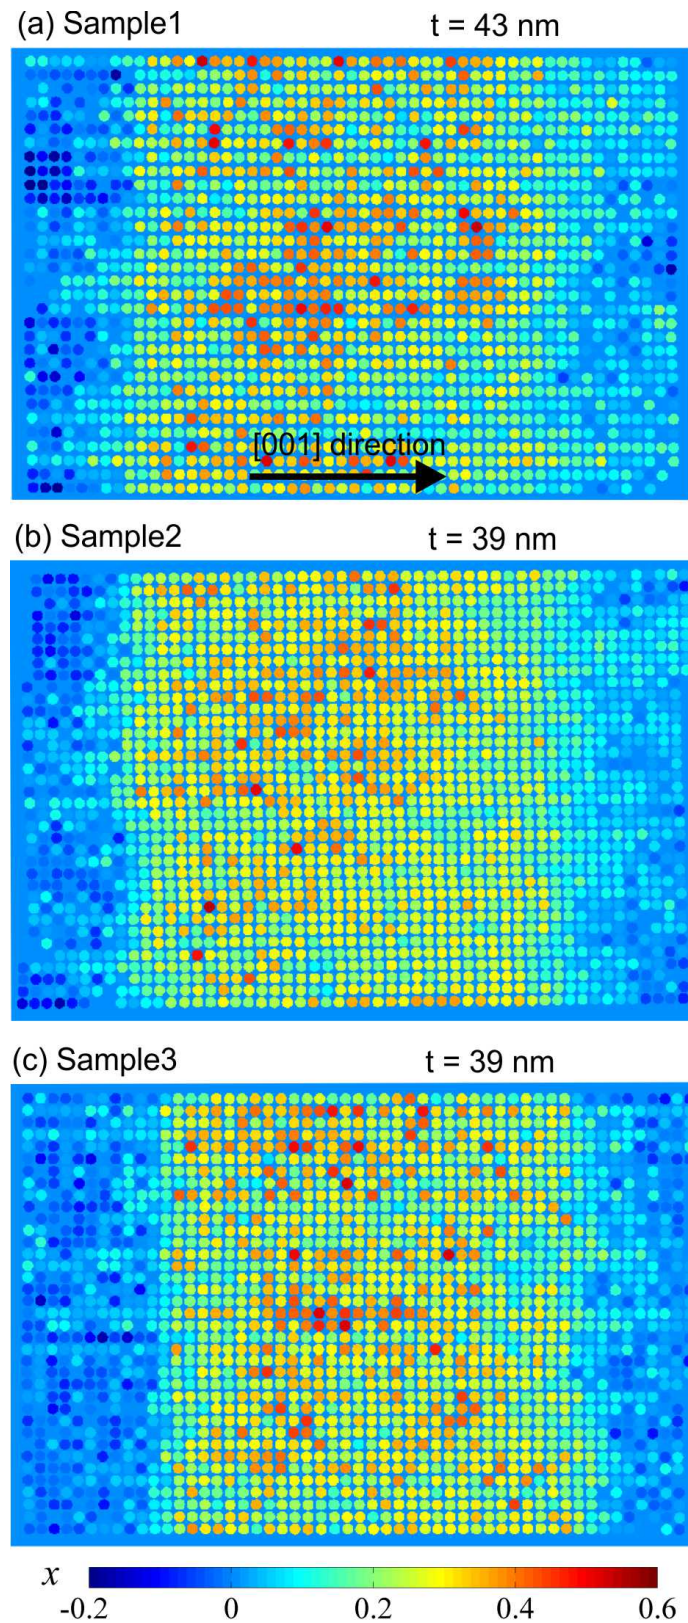 (a) Sample1 t = 43 nm
[001] direction
(b) Sample2 t = 39 nm
(c) Sample3 t = 39 nm
x
-0.2 0 0.2 0.4 0.6